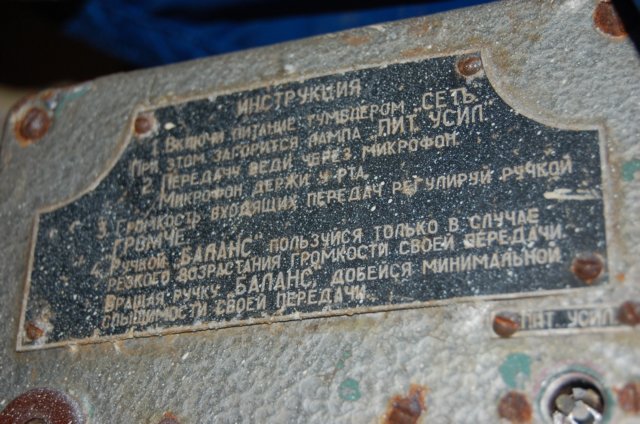 ИНСТРУКЦИЯ
1. ВКЛЮЧИ ПИТАНИЕ ТУМБЛЕРОМ „СЕТЬ“
ПРИ ЭТОМ ЗАГОРИТСЯ ЛАМПА „ПИТ. УСИЛ“
2. ПЕРЕДАЧУ ВЕДИ ЧЕРЕЗ МИКРОФОН.
МИКРОФОН ДЕРЖИ У РТА.
3. ГРОМКОСТЬ ВХОДЯЩИХ ПЕРЕДАЧ РЕГУЛИРУЙ РУЧКОЙ
ГРОМЧЕ.
4. РУЧКОЙ „БАЛАНС“ ПОЛЬЗУЙСЯ ТОЛЬКО В СЛУЧАЕ
РЕЗКОГО ВОЗРАСТАНИЯ ГРОМКОСТИ СВОЕЙ ПЕРЕДАЧИ.
ВРАЩАЯ РУЧКУ „БАЛАНС“, ДОБЕЙСЯ МИНИМАЛЬНОЙ
СЛЫШИМОСТИ СВОЕЙ ПЕРЕДАЧИ.
ПИТ. УСИЛ